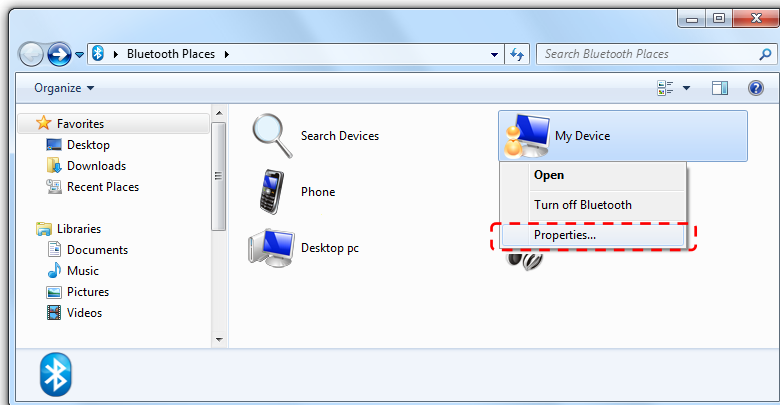 Bluetooth Places
Search Bluetooth Places
Organize
Favorites
Desktop
Downloads
Recent Places
Libraries
Documents
Music
Pictures
Videos
Search Devices
My Device
Phone
Desktop pc
Open
Turn off Bluetooth
Properties...